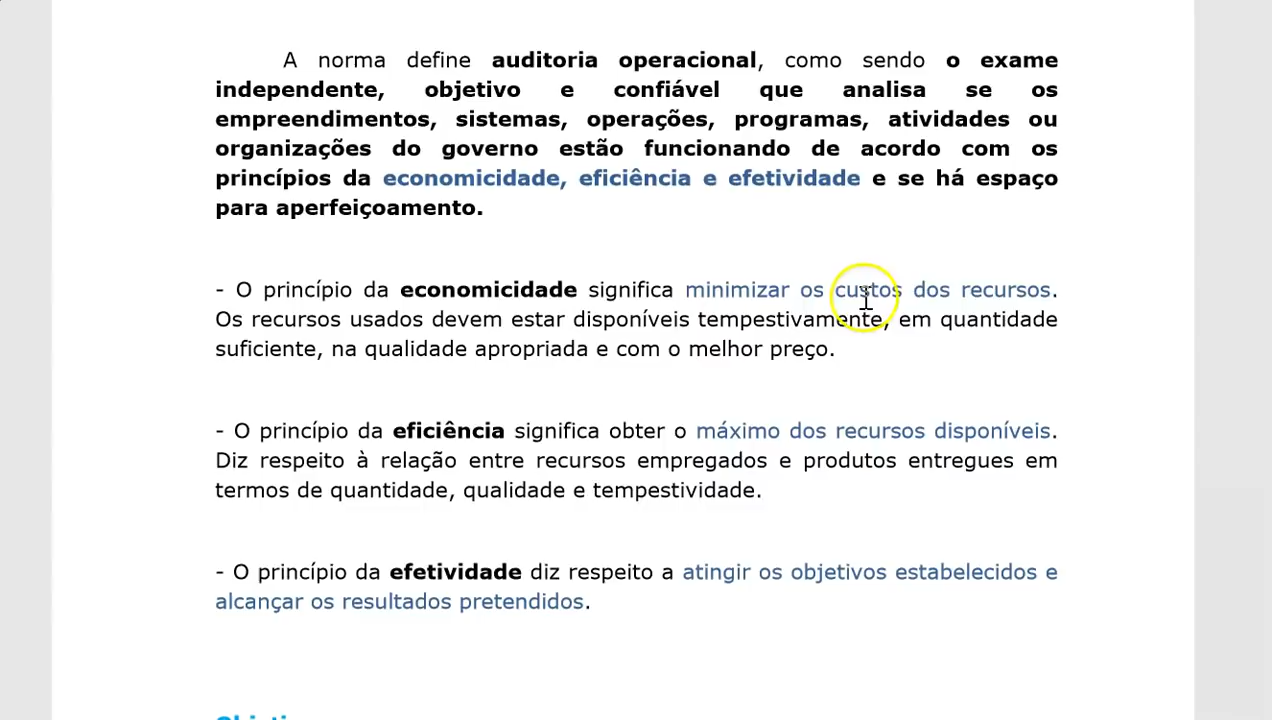 A norma define auditoria operacional, como sendo o exame
independente, objetivo e confiável que analisa se os
empreendimentos, sistemas, operações, programas, atividades ou
organizações do governo estão funcionando de acordo com os
princípios da economicidade, eficiência e efetividade e se há espaço
para aperfeiçoamento.
- O princípio da economicidade significa minimizar os custos dos recursos.
Os recursos usados devem estar disponíveis tempestivamente, em quantidade
suficiente, na qualidade apropriada e com o melhor preço.
- O princípio da eficiência significa obter o máximo dos recursos disponíveis.
Diz respeito à relação entre recursos empregados e produtos entregues em
termos de quantidade, qualidade e tempestividade.
- O princípio da efetividade diz respeito a atingir os objetivos estabelecidos e
alcançar os resultados pretendidos.